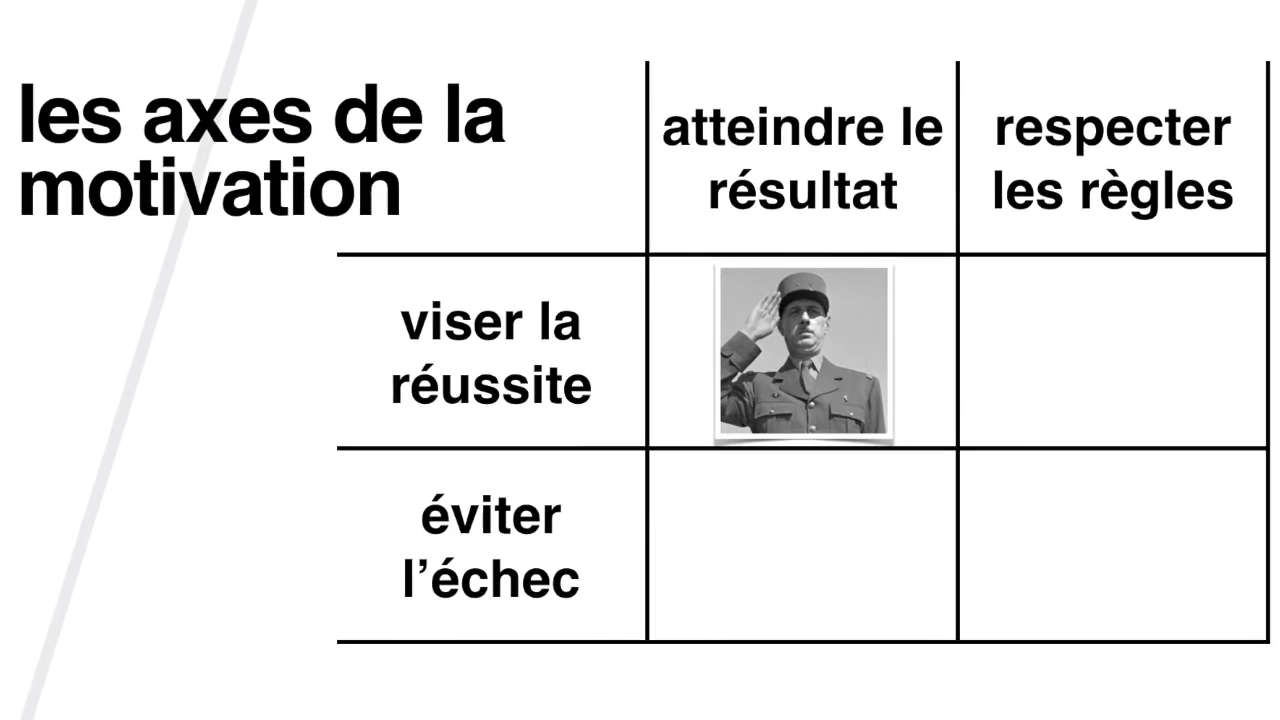 les axes de la
motivation
atteindre le
résultat
respecter
les règles
viser la
réussite
éviter
l’échec